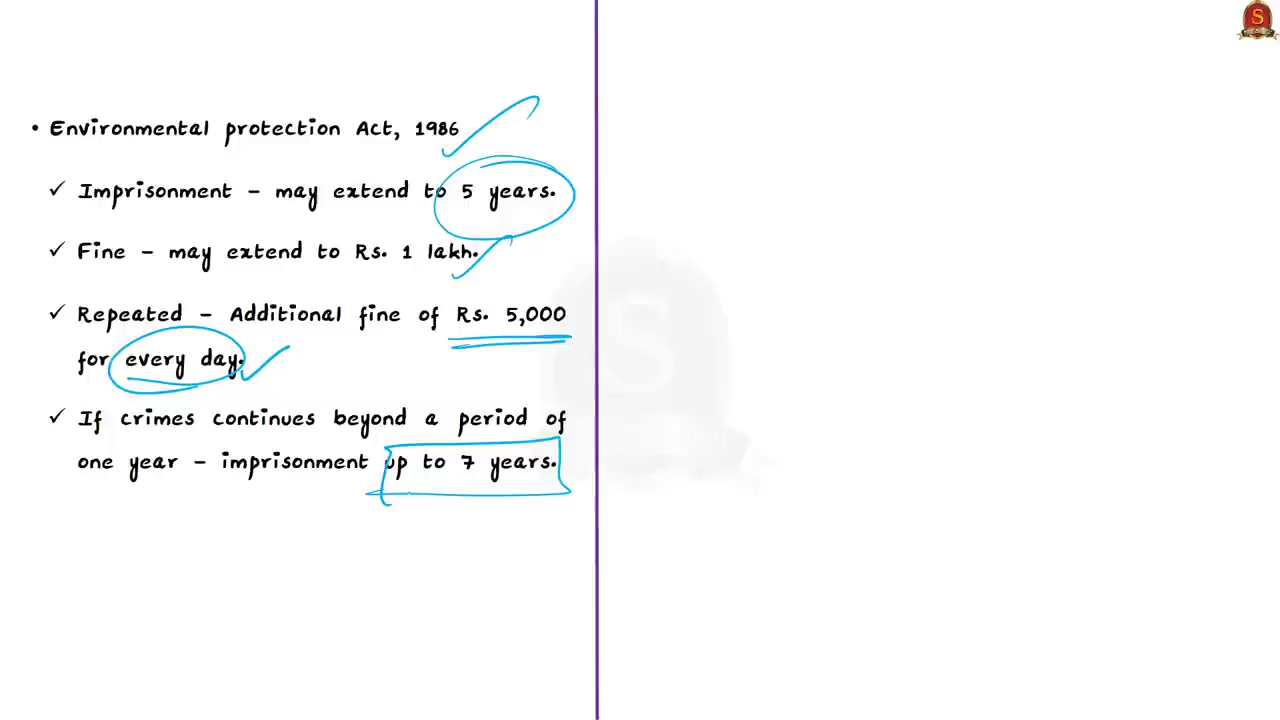 • Environmental protection Act, 1986
✓ Imprisonment – may extend to 5 years.
✓ Fine – may extend to Rs. 1 lakh.
✓ Repeated – Additional fine of Rs. 5,000
for every day.
✓ If crimes continues beyond a period of
one year – imprisonment up to 7 years.
S
S